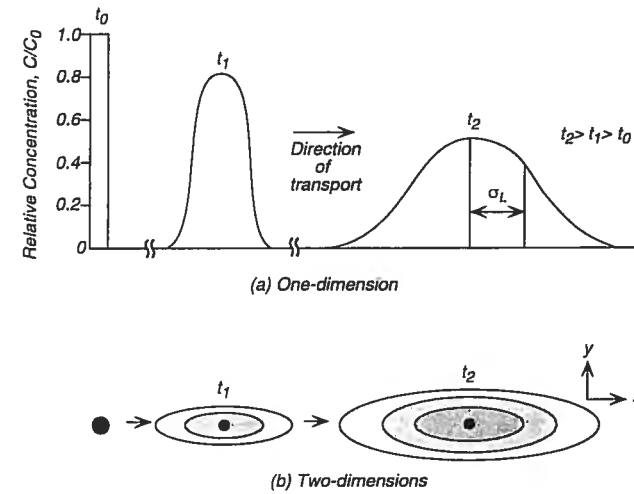 Relative Concentration, C/C0
1.0
0.8
0.6
0.4
0.2
0
t0
t1
Direction
of
transport
t2
σL
t2> t1> t0
(a) One-dimension
t1
t2
y
(b) Two-dimensions